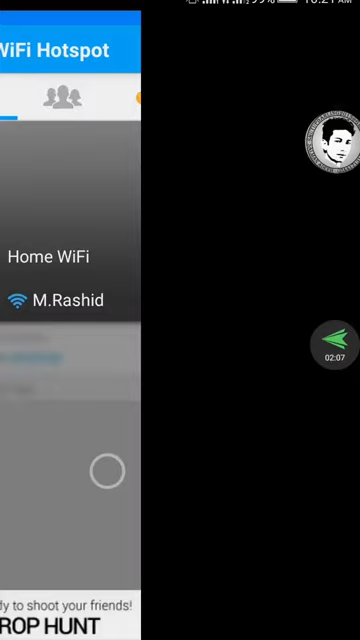 WiFi Hotspot
Home WiFi
M.Rashid
02:07
dy to shoot your friends!
ROP HUNT